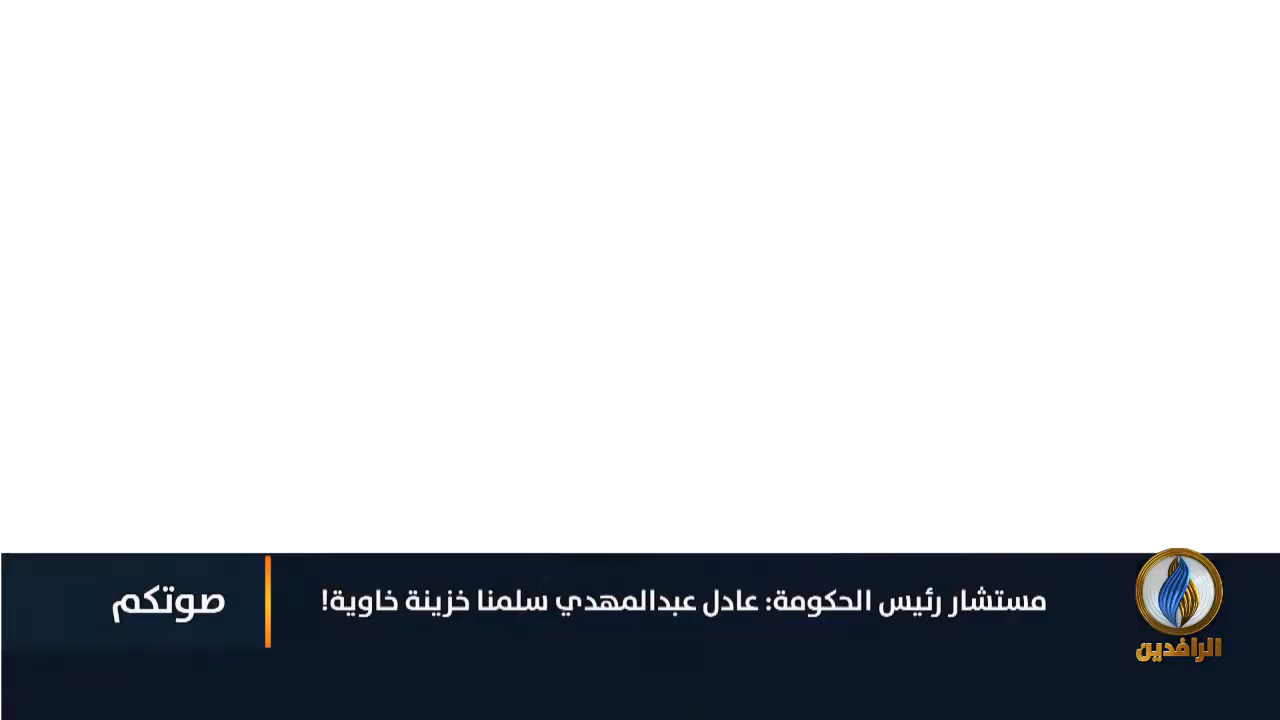 مستشار رئيس الحكومة: عادل عبدالمهدي سلمنا خزينة خاوية!
صوتكم
الرافدين